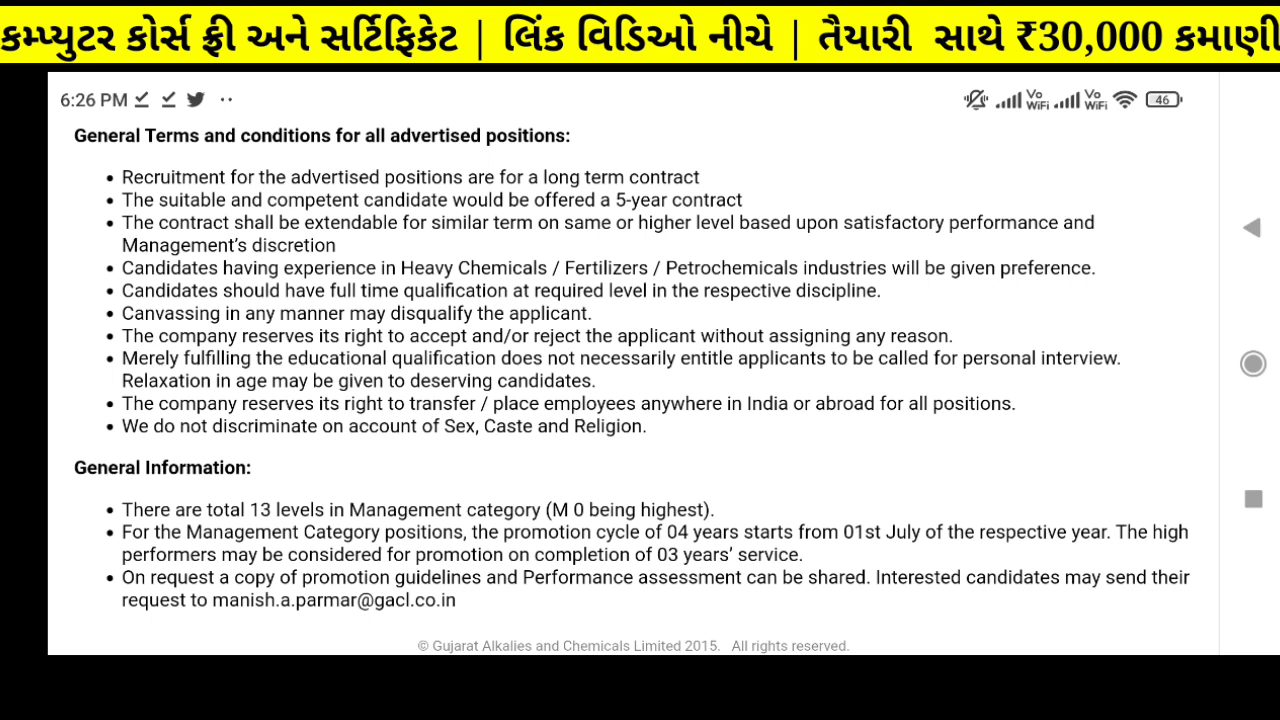 કમ્પ્યુટર કોર્સ ફ્રી અને સર્ટિફિકેટ | લિંક વિડિઓ નીચે | તૈયારી સાથે ₹30,000 કમાણી
6:26 PM
Vo WiFi Vo WiFi 46
General Terms and conditions for all advertised positions:
• Recruitment for the advertised positions are for a long term contract
• The suitable and competent candidate would be offered a 5-year contract
• The contract shall be extendable for similar term on same or higher level based upon satisfactory performance and
Management's discretion
• Candidates having experience in Heavy Chemicals / Fertilizers / Petrochemicals industries will be given preference.
• Candidates should have full time qualification at required level in the respective discipline.
• Canvassing in any manner may disqualify the applicant.
• The company reserves its right to accept and/or reject the applicant without assigning any reason.
• Merely fulfilling the educational qualification does not necessarily entitle applicants to be called for personal interview.
Relaxation in age may be given to deserving candidates.
• The company reserves its right to transfer / place employees anywhere in India or abroad for all positions.
• We do not discriminate on account of Sex, Caste and Religion.
General Information:
• There are total 13 levels in Management category (M 0 being highest).
• For the Management Category positions, the promotion cycle of 04 years starts from 01st July of the respective year. The high
performers may be considered for promotion on completion of 03 years' service.
• On request a copy of promotion guidelines and Performance assessment can be shared. Interested candidates may send their
request to manish.a.parmar@gacl.co.in
© Gujarat Alkalies and Chemicals Limited 2015. All rights reserved.